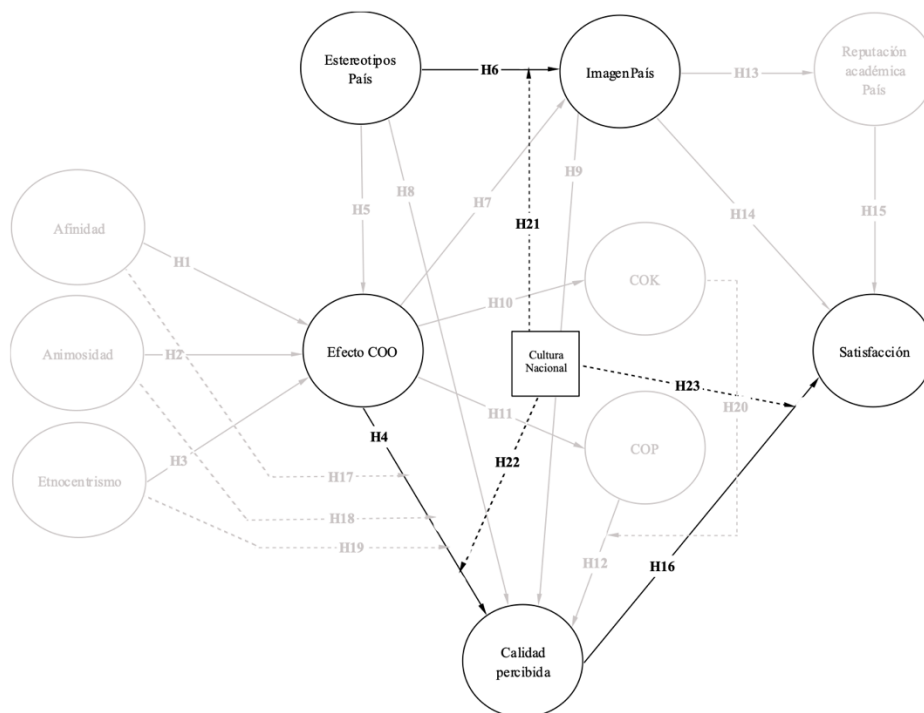 Estereotipos
País
H6
ImagenPaís
H13
Reputación
académica
País
H5
H8
H7
H9
H14
H15
H21
Afinidad
H1
H10
COK
Animosidad
H2
Efecto COO
Cultura
Nacional
H23
Satisfacción
H20
H11
H4
H3
H22
COP
Etnocentrismo
H17
H18
H19
H12
H16
Calidad
percibida